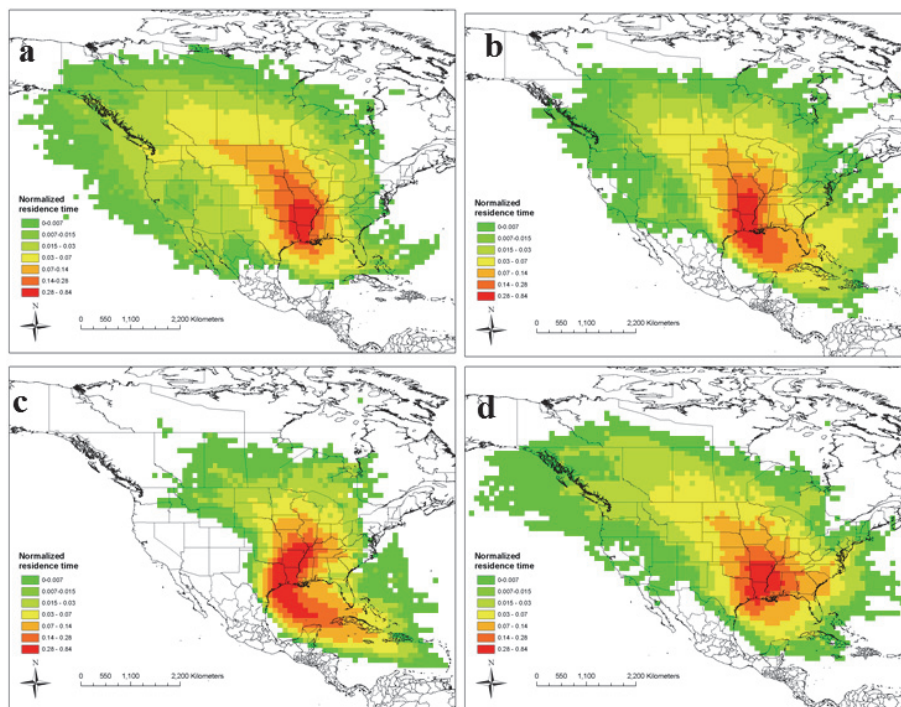 a
Normalized
residence time
0-0.007
0.007-0.015
0.015 - 0.03
0.03 - 0.07
0.07-0.14
0.14-0.28
0.28 - 0.84
N
0 550 1,100 2,200 Kilometers
b
Normalized
residence time
0-0.007
0.007-0.015
0.015 - 0.03
0.03 - 0.07
0.07 - 0.14
0.14 - 0.28
0.28 - 0.84
N
0 550 1,100 2,200 Kilometers
c
Normalized
residence time
0-0.007
0.007-0.015
0.015 - 0.03
0.03 - 0.07
0.07 - 0.14
0.14 - 0.28
0.28 - 0.84
N
0 550 1,100 2,200 Kilometers
d
Normalized
residence time
0-0.007
0.007-0.015
0.015 - 0.03
0.03 - 0.07
0.07 - 0.14
0.14 - 0.28
0.28 - 0.84
N
0 550 1,100 2,200 Kilometers